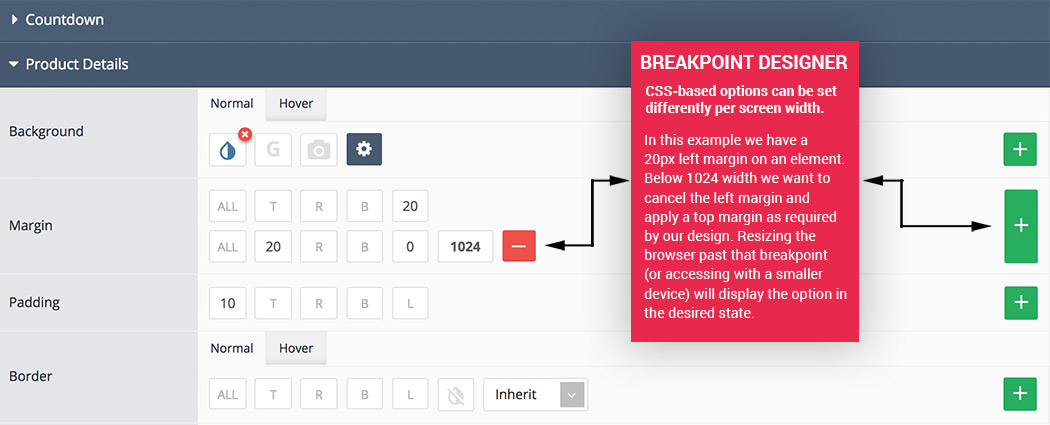 Countdown
Product Details
Normal Hover
Background
G
ALL T R B 20
Margin
ALL 20 R B 0 1024
Padding
10 T R B L
Normal Hover
Border
ALL T R B L Inherit
BREAKPOINT DESIGNER
CSS-based options can be set
differently per screen width.
In this example we have a
20px left margin on an element.
Below 1024 width we want to
cancel the left margin and
apply a top margin as required
by our design. Resizing the
browser past that breakpoint
(or accessing with a smaller
device) will display the option in
the desired state.